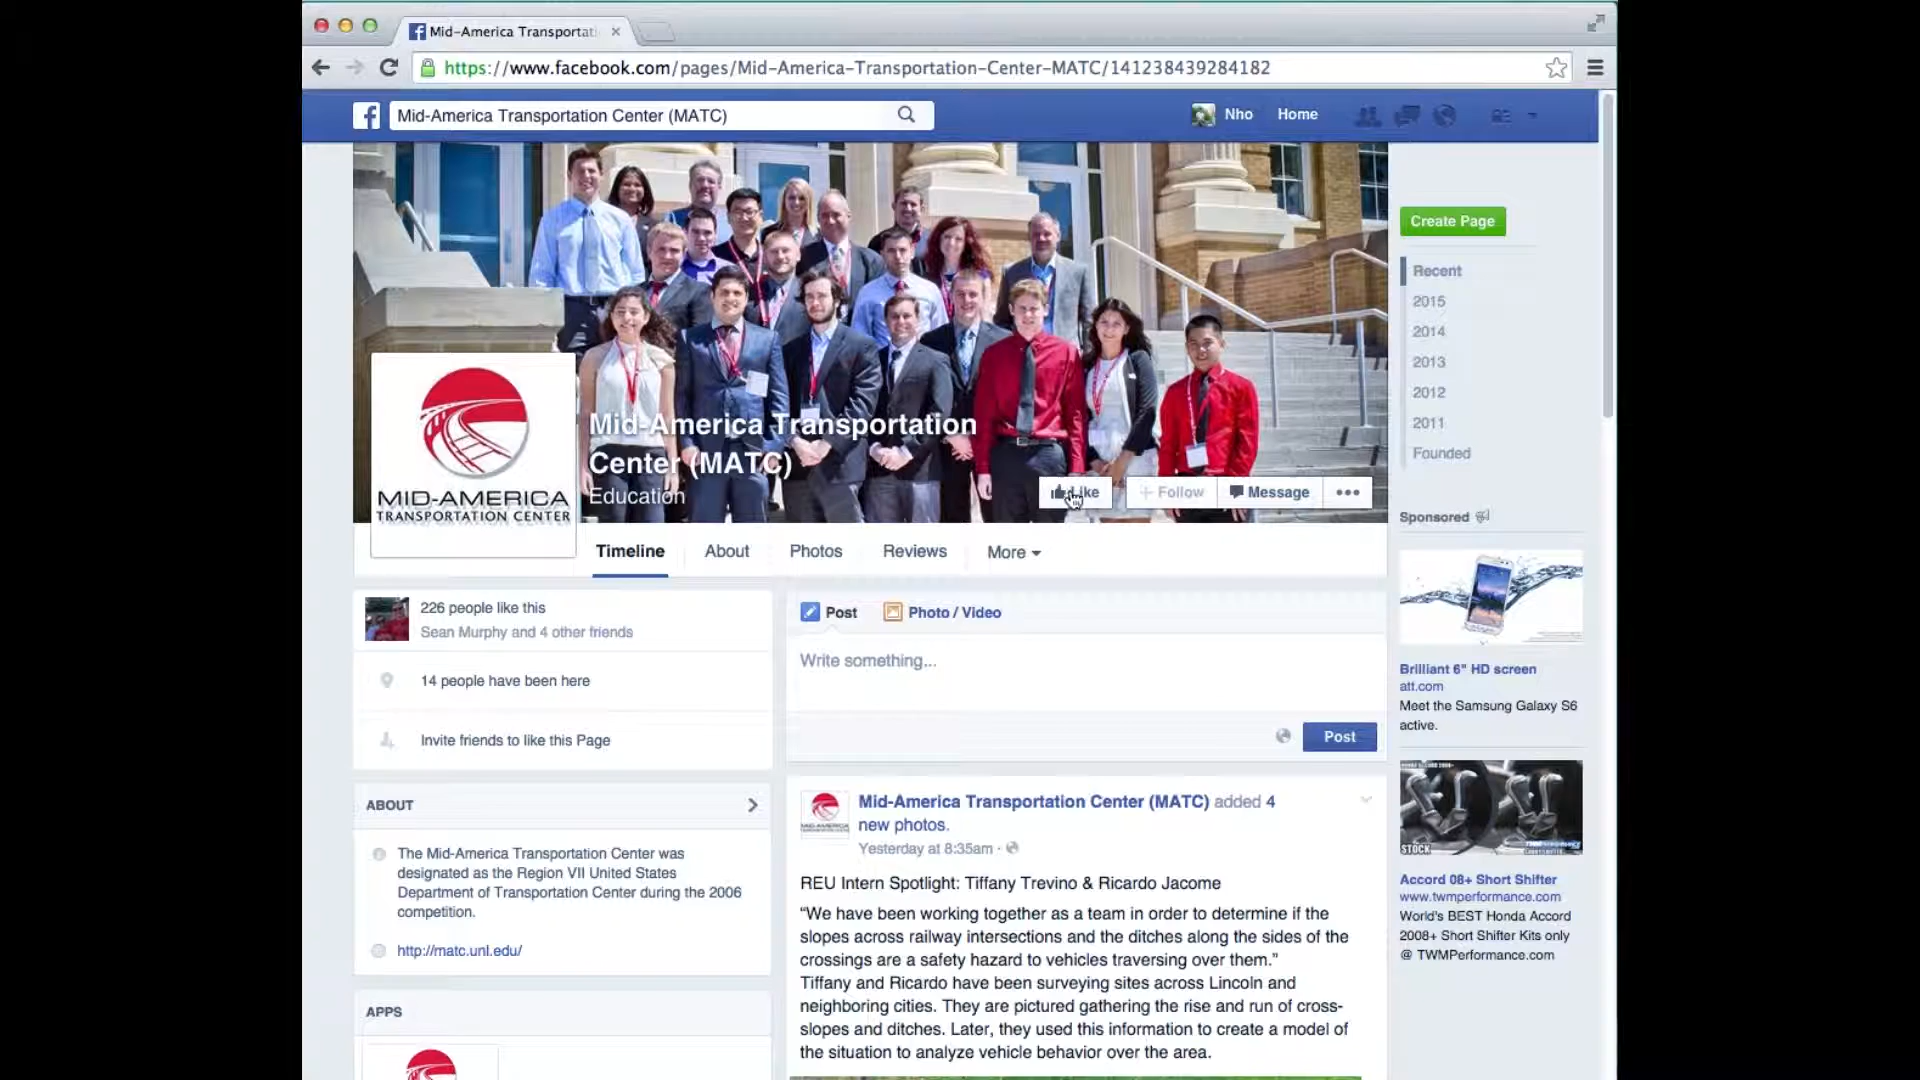 Mid-America Transportati
https://www.facebook.com/pages/Mid-America-Transportation-Center-MATC/141238439284182
Mid-America Transportation Center (MATC)
Nho
Home
Create Page
Recent
2015
2014
2013
2012
2011
Founded
MID-AMERICA
TRANSPORTATION CENTER
Mid-America Transportation
Center (MATC)
Education
Like
+ Follow
Message
Timeline
About
Photos
Reviews
More
Sponsored
Brilliant 6" HD screen
att.com
Meet the Samsung Galaxy S6
active.
STOCK
Accord 08+ Short Shifter
www.twmperformance.com
World's BEST Honda Accord
2008+ Short Shifter Kits only
@ TWMPerformance.com
226 people like this
Sean Murphy and 4 other friends
14 people have been here
Invite friends to like this Page
ABOUT
The Mid-America Transportation Center was
designated as the Region VII United States
Department of Transportation Center during the 2006
competition.
http://matc.unl.edu/
APPS
Post
Photo / Video
Write something...
Post
Mid-America Transportation Center (MATC) added 4
new photos.
Yesterday at 8:35am ·
REU Intern Spotlight: Tiffany Trevino & Ricardo Jacome
“We have been working together as a team in order to determine if the
slopes across railway intersections and the ditches along the sides of the
crossings are a safety hazard to vehicles traversing over them.”
Tiffany and Ricardo have been surveying sites across Lincoln and
neighboring cities. They are pictured gathering the rise and run of cross-
slopes and ditches. Later, they used this information to create a model of
the situation to analyze vehicle behavior over the area.